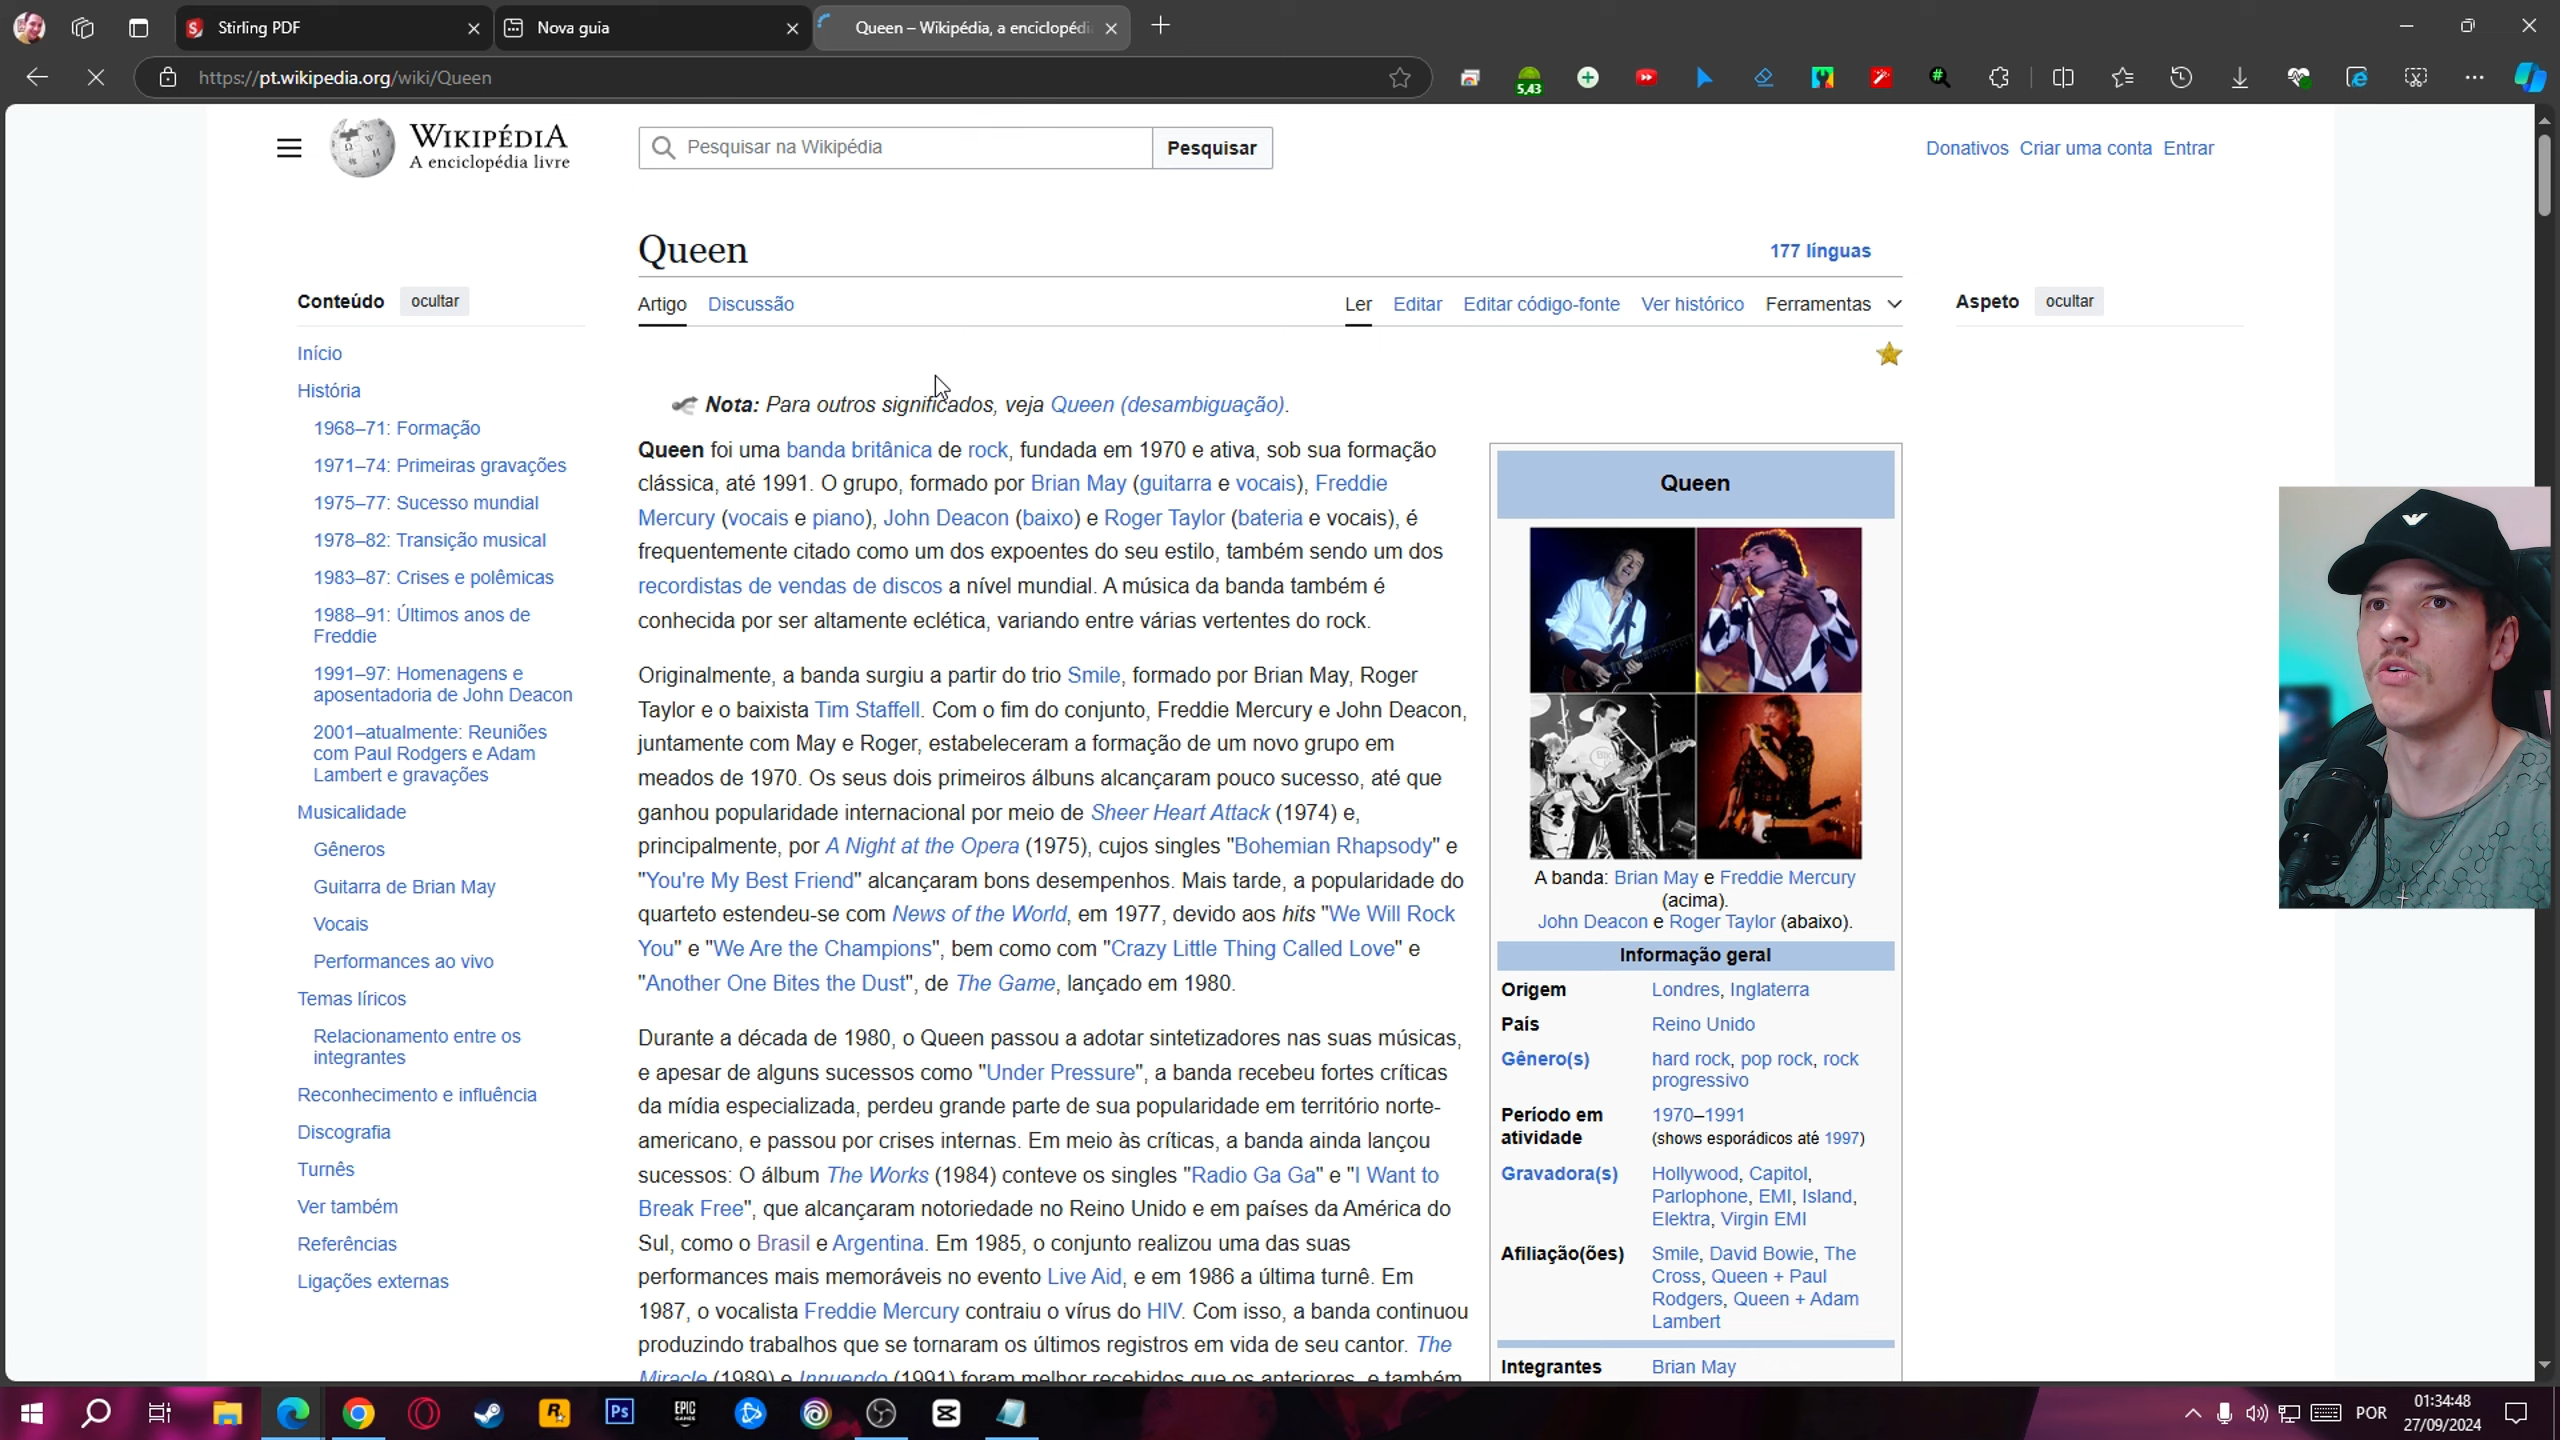 Stirling PDF
Nova guia
Queen – Wikipédia, a enciclopédi
https://pt.wikipedia.org/wiki/Queen
5,43
WIKIPÉDIA
A enciclopédia livre
Pesquisar na Wikipédia
Pesquisar
Donativos Criar uma conta Entrar
Queen
177 línguas
Artigo Discussão
Ler Editar Editar código-fonte Ver histórico Ferramentas
Conteúdo ocultar
Início
História
1968–71: Formação
1971–74: Primeiras gravações
1975–77: Sucesso mundial
1978–82: Transição musical
1983–87: Crises e polêmicas
1988–91: Últimos anos de
Freddie
1991–97: Homenagens e
aposentadoria de John Deacon
2001–atualmente: Reuniões
com Paul Rodgers e Adam
Lambert e gravações
Musicalidade
Gêneros
Guitarra de Brian May
Vocais
Performances ao vivo
Temas líricos
Relacionamento entre os
integrantes
Reconhecimento e influência
Discografia
Turnês
Ver também
Referências
Ligações externas
Aspeto ocultar
Nota: Para outros significados, veja Queen (desambiguação).
Queen foi uma banda britânica de rock, fundada em 1970 e ativa, sob sua formação
clássica, até 1991. O grupo, formado por Brian May (guitarra e vocais), Freddie
Mercury (vocais e piano), John Deacon (baixo) e Roger Taylor (bateria e vocais), é
frequentemente citado como um dos expoentes do seu estilo, também sendo um dos
recordistas de vendas de discos a nível mundial. A música da banda também é
conhecida por ser altamente eclética, variando entre várias vertentes do rock.
Originalmente, a banda surgiu a partir do trio Smile, formado por Brian May, Roger
Taylor e o baixista Tim Staffell. Com o fim do conjunto, Freddie Mercury e John Deacon,
juntamente com May e Roger, estabeleceram a formação de um novo grupo em
meados de 1970. Os seus dois primeiros álbuns alcançaram pouco sucesso, até que
ganhou popularidade internacional por meio de Sheer Heart Attack (1974) e,
principalmente, por A Night at the Opera (1975), cujos singles "Bohemian Rhapsody" e
"You're My Best Friend" alcançaram bons desempenhos. Mais tarde, a popularidade do
quarteto estendeu-se com News of the World, em 1977, devido aos hits "We Will Rock
You" e "We Are the Champions", bem como com "Crazy Little Thing Called Love" e
"Another One Bites the Dust", de The Game, lançado em 1980.
Durante a década de 1980, o Queen passou a adotar sintetizadores nas suas músicas,
e apesar de alguns sucessos como "Under Pressure", a banda recebeu fortes críticas
da mídia especializada, perdeu grande parte de sua popularidade em território norte-
americano, e passou por crises internas. Em meio às críticas, a banda ainda lançou
sucessos: O álbum The Works (1984) conteve os singles "Radio Ga Ga" e "I Want to
Break Free", que alcançaram notoriedade no Reino Unido e em países da América do
Sul, como o Brasil e Argentina. Em 1985, o conjunto realizou uma das suas
performances mais memoráveis no evento Live Aid, e em 1986 a última turnê. Em
1987, o vocalista Freddie Mercury contraiu o vírus do HIV. Com isso, a banda continuou
produzindo trabalhos que se tornaram os últimos registros em vida de seu cantor. The
Miracle (1989) e Innuendo (1991) foram melhor recebidos que os anteriores, e também
Queen
A banda: Brian May e Freddie Mercury
(acima).
John Deacon e Roger Taylor (abaixo).
Informação geral
Origem Londres, Inglaterra
País Reino Unido
Gênero(s) hard rock, pop rock, rock
progressivo
Período em 1970–1991
atividade (shows esporádicos até 1997)
Gravadora(s) Hollywood, Capitol,
Parlophone, EMI, Island,
Elektra, Virgin EMI
Afiliação(ões) Smile, David Bowie, The
Cross, Queen + Paul
Rodgers, Queen + Adam
Lambert
Integrantes Brian May
Ps
EPIC
GAMES
POR
01:34:48
27/09/2024